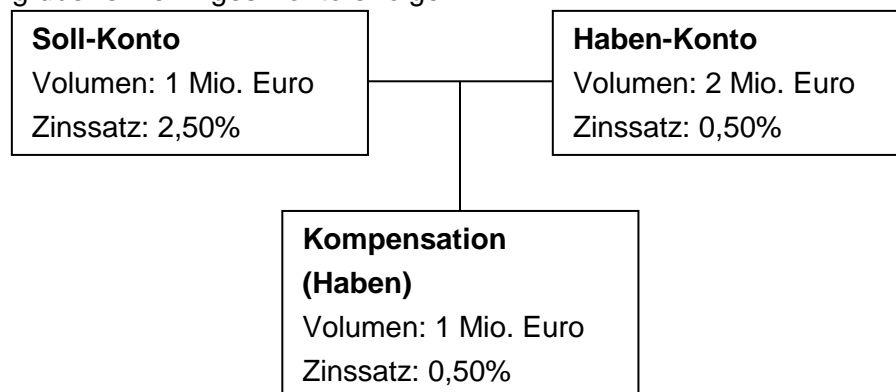 Soll-Konto
Volumen: 1 Mio. Euro
Zinssatz: 2,50%
Haben-Konto
Volumen: 2 Mio. Euro
Zinssatz: 0,50%
Kompensation
(Haben)
Volumen: 1 Mio. Euro
Zinssatz: 0,50%